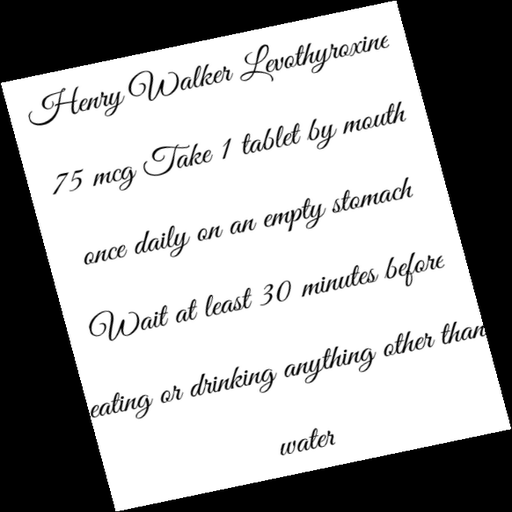 Henry Walker Levothyroxine
75 mcg Take 1 tablet by mouth
once daily on an empty stomach
Wait at least 30 minutes before
eating or drinking anything other than
water